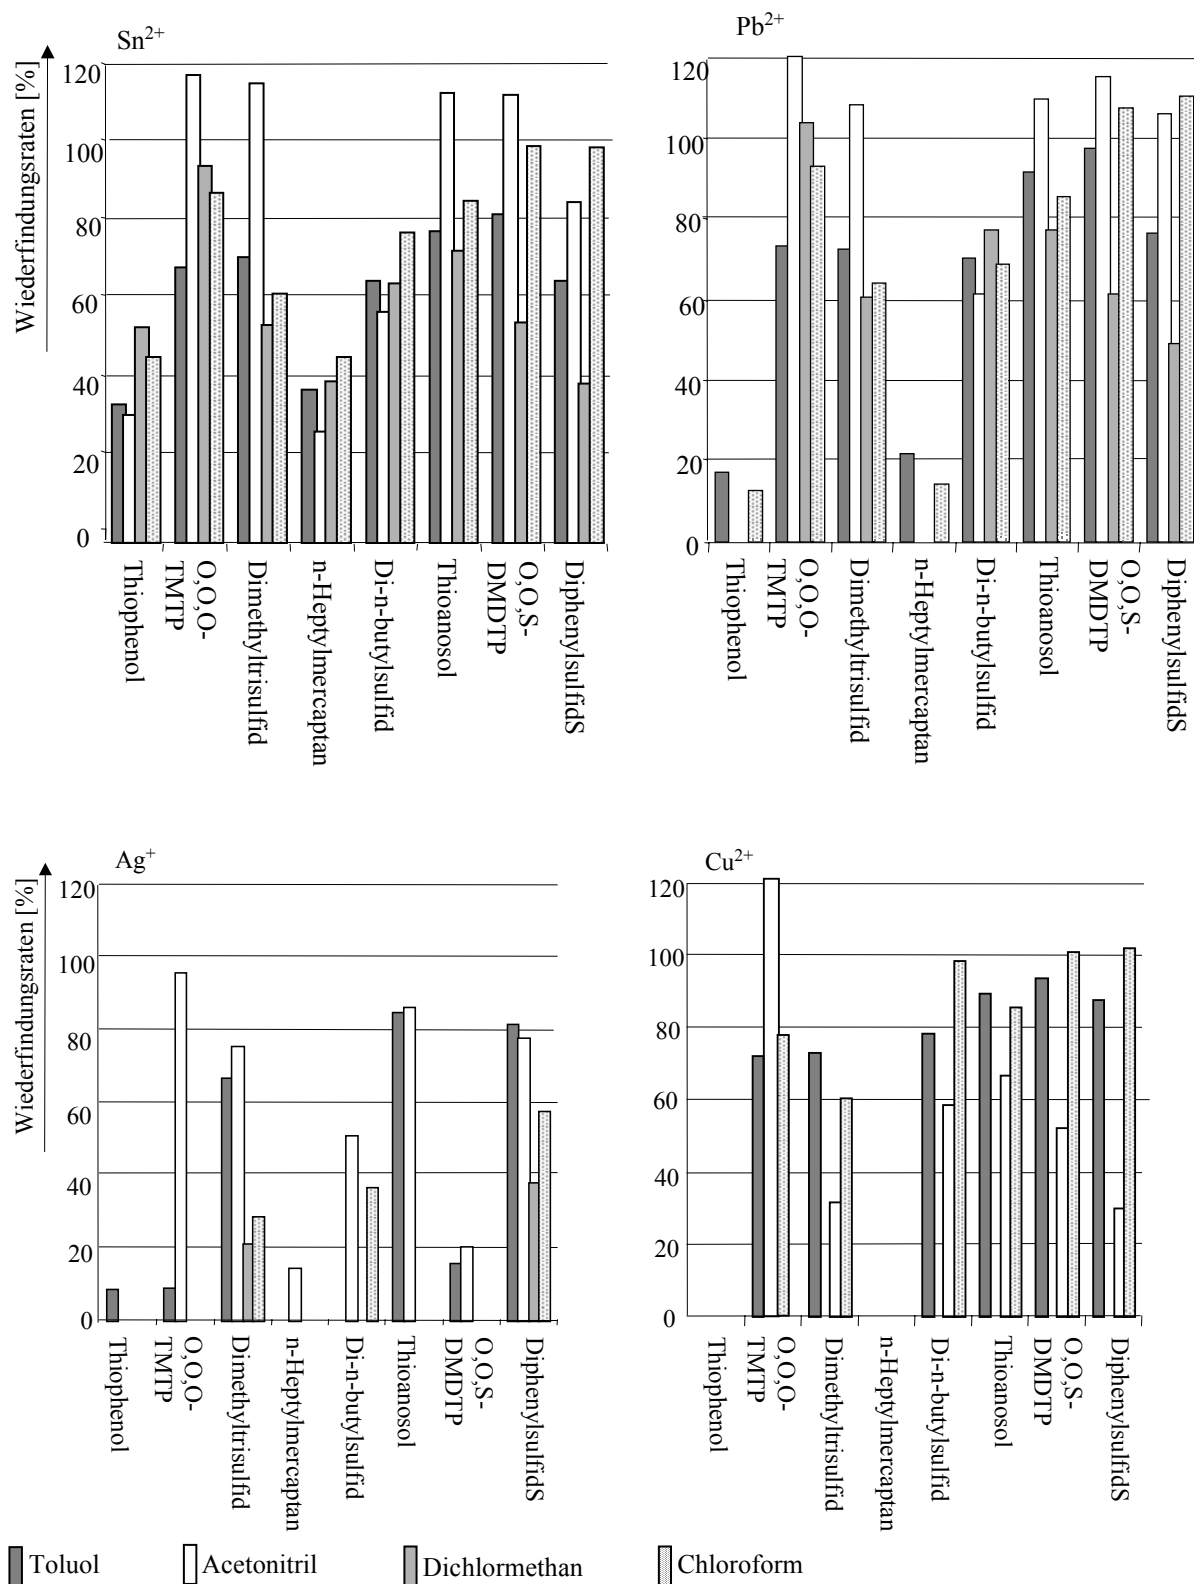 Sn²⁺
Wiederfindungsraten [%]
120
100
80
60
40
20
0
Thiophenol
O,O,O-
TMTP
Dimethyltrisulfid
n-Heptylmercaptan
Di-n-butylsulfid
Thioanosol
O,O,S-
DMDTP
DiphenylsulfidS
Pb²⁺
120
100
80
60
40
20
0
Thiophenol
O,O,O-
TMTP
Dimethyltrisulfid
n-Heptylmercaptan
Di-n-butylsulfid
Thioanosol
O,O,S-
DMDTP
DiphenylsulfidS
Ag⁺
Wiederfindungsraten [%]
120
100
80
60
40
20
0
Thiophenol
O,O,O-
TMTP
Dimethyltrisulfid
n-Heptylmercaptan
Di-n-butylsulfid
Thioanosol
O,O,S-
DMDTP
DiphenylsulfidS
Cu²⁺
120
100
80
60
40
20
0
Thiophenol
O,O,O-
TMTP
Dimethyltrisulfid
n-Heptylmercaptan
Di-n-butylsulfid
Thioanosol
O,O,S-
DMDTP
DiphenylsulfidS
Toluol
Acetonitril
Dichlormethan
Chloroform